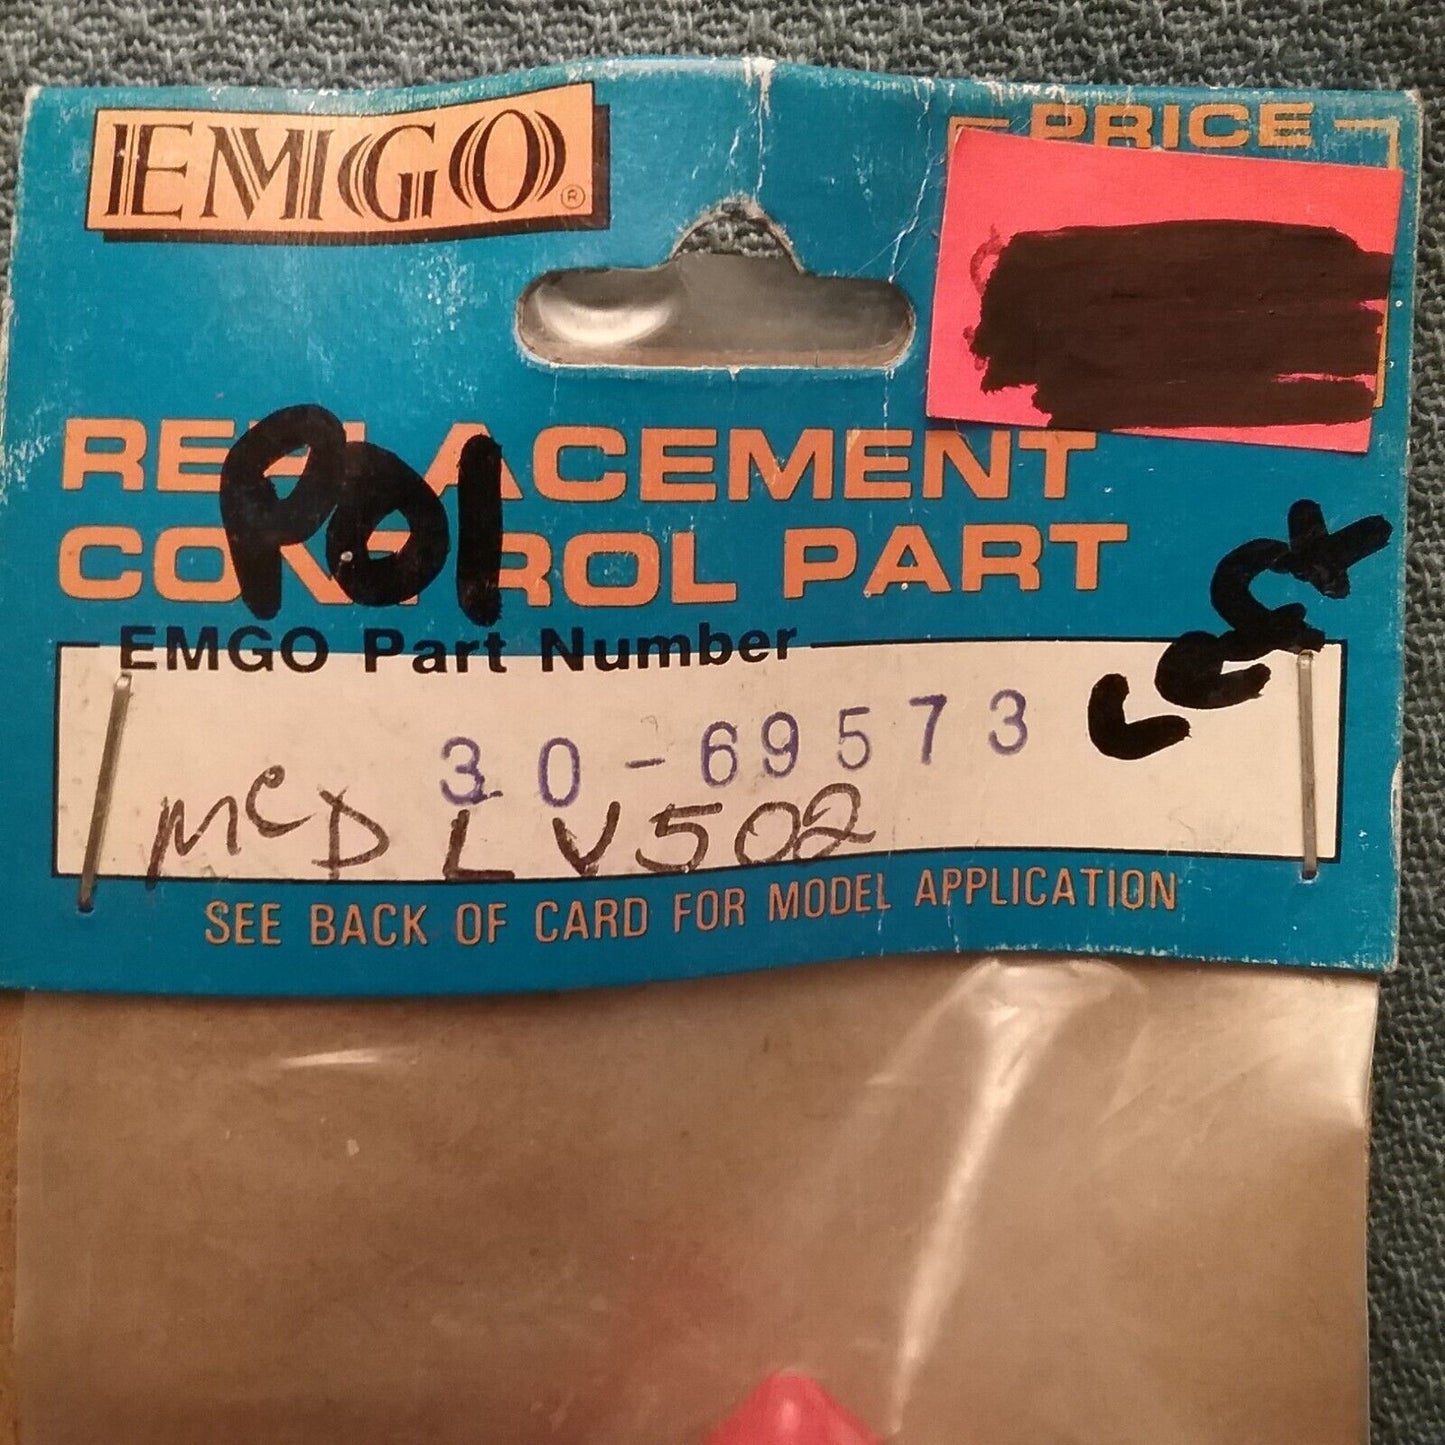 EMGO®
PRICE
REPLACEMENT
CONTROL PART
P01
Left
EMGO Part Number
30-69573
McD LV502
SEE BACK OF CARD FOR MODEL APPLICATION